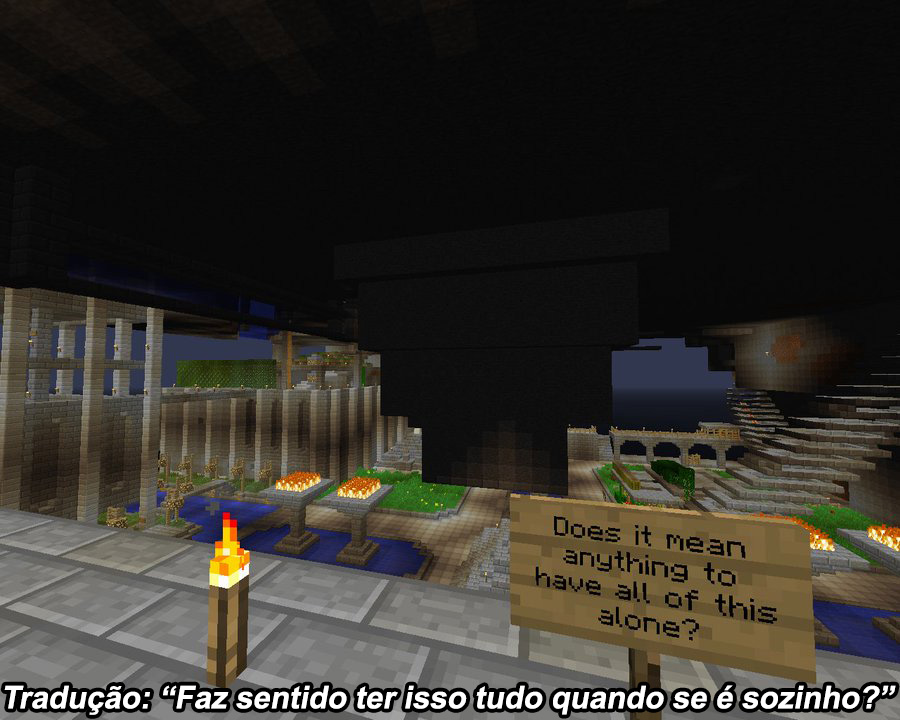 Does it mean
anything to
have all of this
alone?
Tradução: “Faz sentido ter isso tudo quando se é sozinho?”